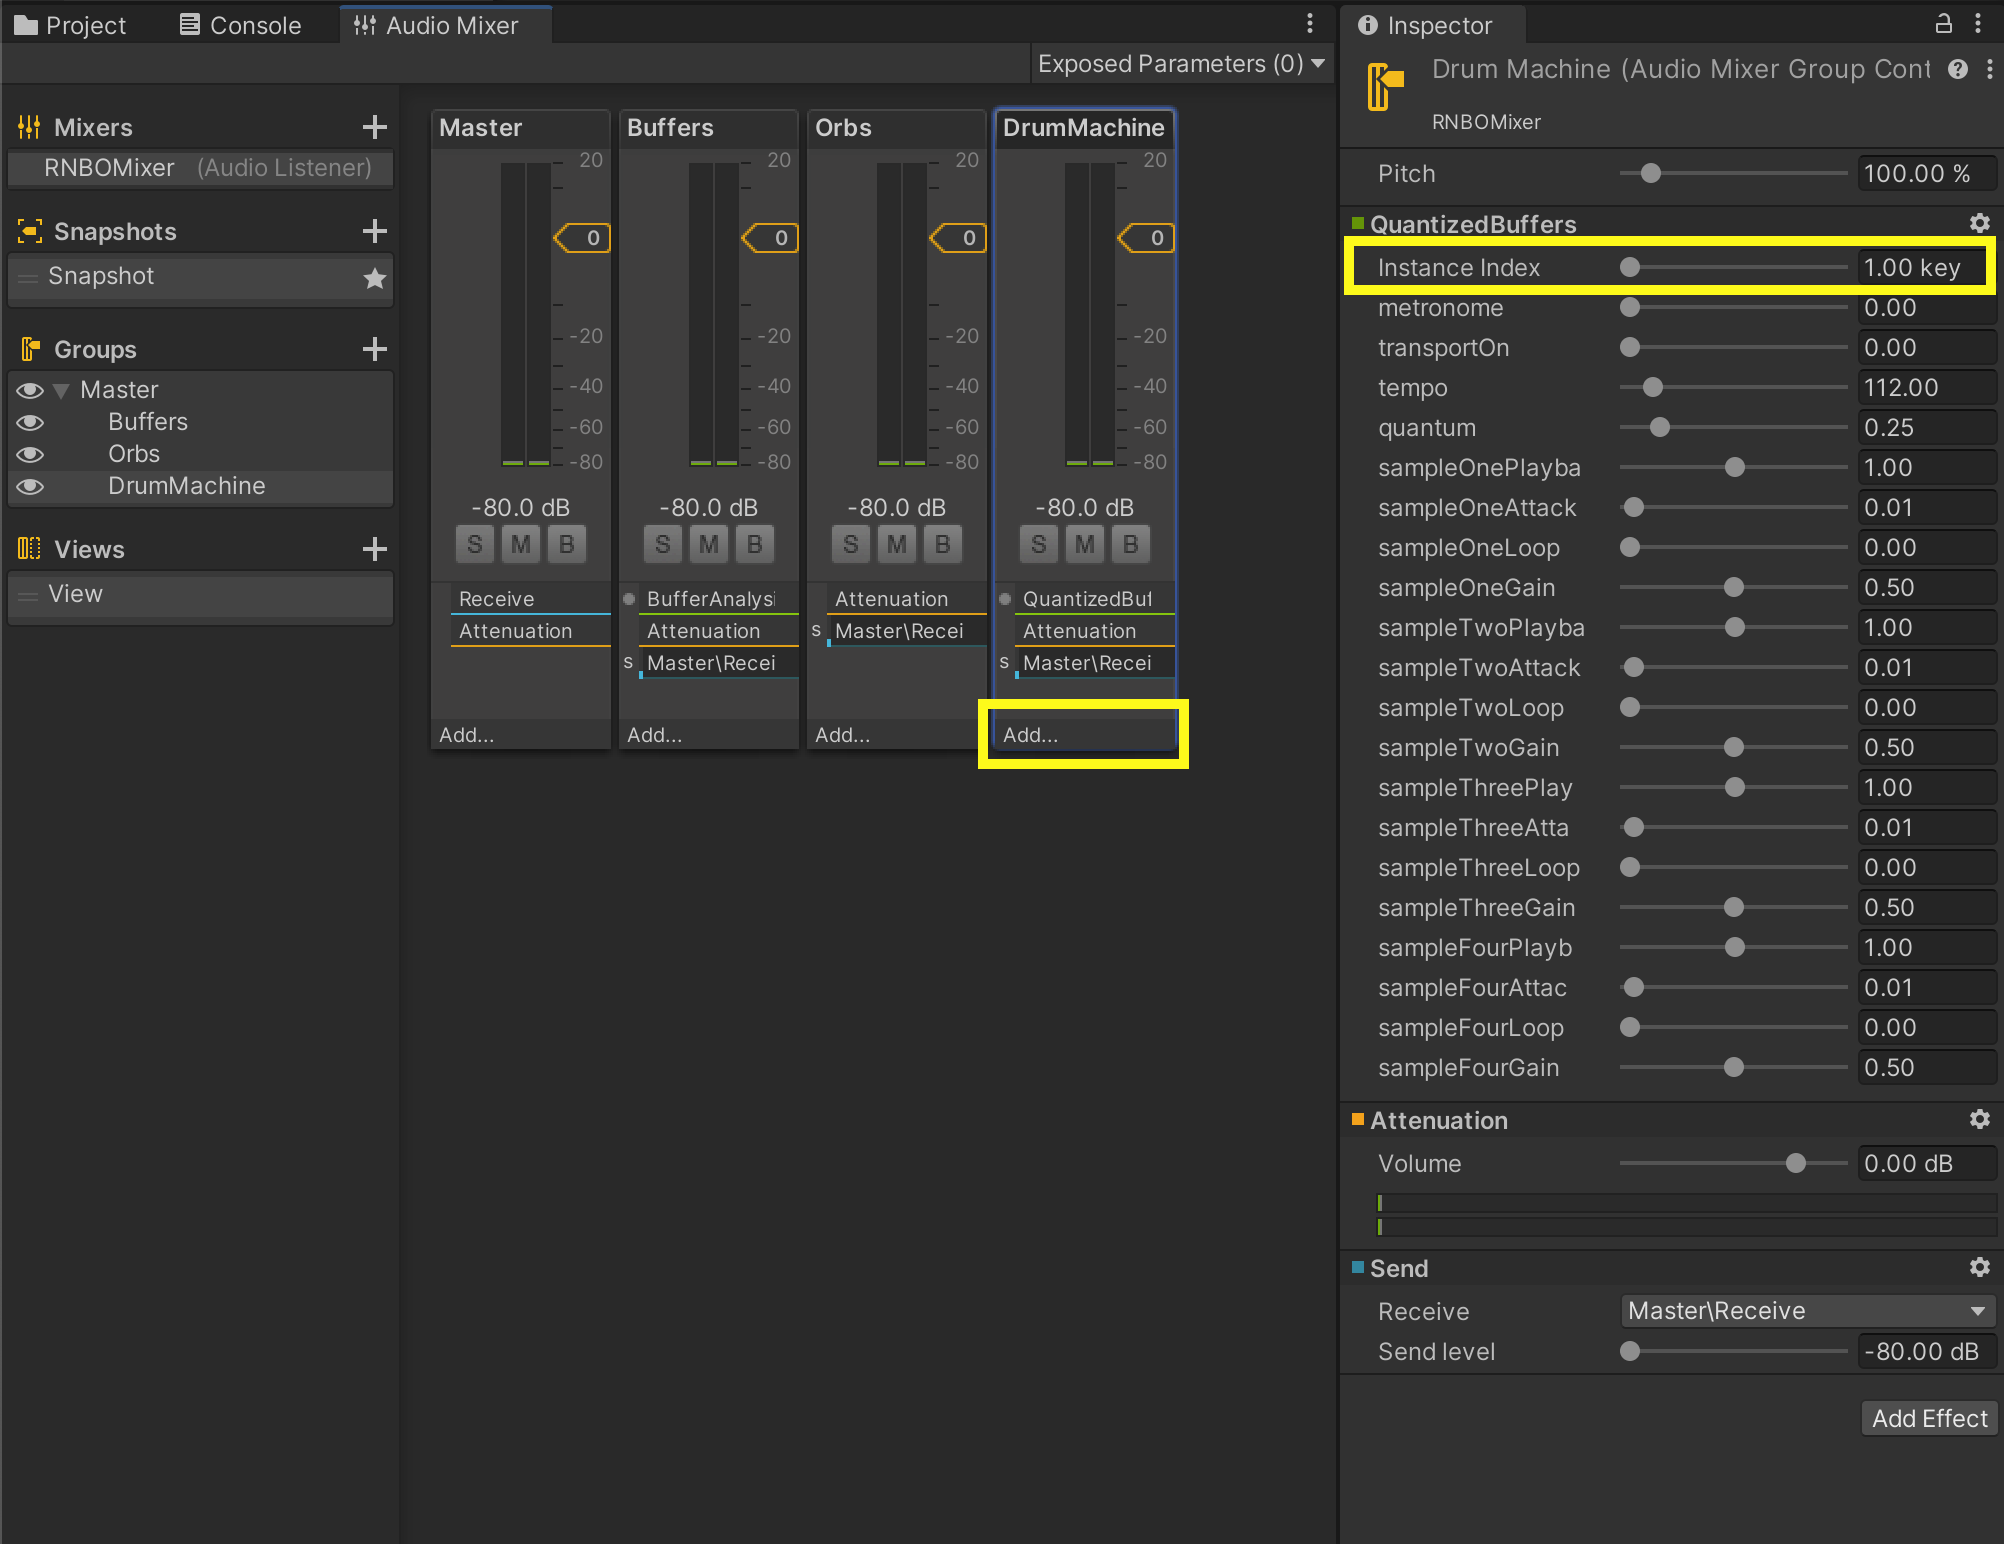 Project
Console
Audio Mixer
Exposed Parameters (0)
Mixers
RNBOMixer (Audio Listener)
Snapshots
Snapshot
Groups
Master
Buffers
Orbs
DrumMachine
Views
View
Master
20
0
-20
-40
-60
-80
-80.0 dB
S M B
Receive
Attenuation
Add...
Buffers
20
0
-20
-40
-60
-80
-80.0 dB
S M B
BufferAnalysi
Attenuation
S Master\Recei
Add...
Orbs
20
0
-20
-40
-60
-80
-80.0 dB
S M B
Attenuation
S Master\Recei
Add...
DrumMachine
20
0
-20
-40
-60
-80
-80.0 dB
S M B
QuantizedBuf
Attenuation
S Master\Recei
Add...
Inspector
Drum Machine (Audio Mixer Group Cont
RNBOMixer
Pitch 100.00 %
QuantizedBuffers
Instance Index 1.00 key
metronome 0.00
transportOn 0.00
tempo 112.00
quantum 0.25
sampleOnePlayba 1.00
sampleOneAttack 0.01
sampleOneLoop 0.00
sampleOneGain 0.50
sampleTwoPlayba 1.00
sampleTwoAttack 0.01
sampleTwoLoop 0.00
sampleTwoGain 0.50
sampleThreePlay 1.00
sampleThreeAtta 0.01
sampleThreeLoop 0.00
sampleThreeGain 0.50
sampleFourPlayb 1.00
sampleFourAttac 0.01
sampleFourLoop 0.00
sampleFourGain 0.50
Attenuation
Volume 0.00 dB
Send
Receive Master\Receive
Send level -80.00 dB
Add Effect